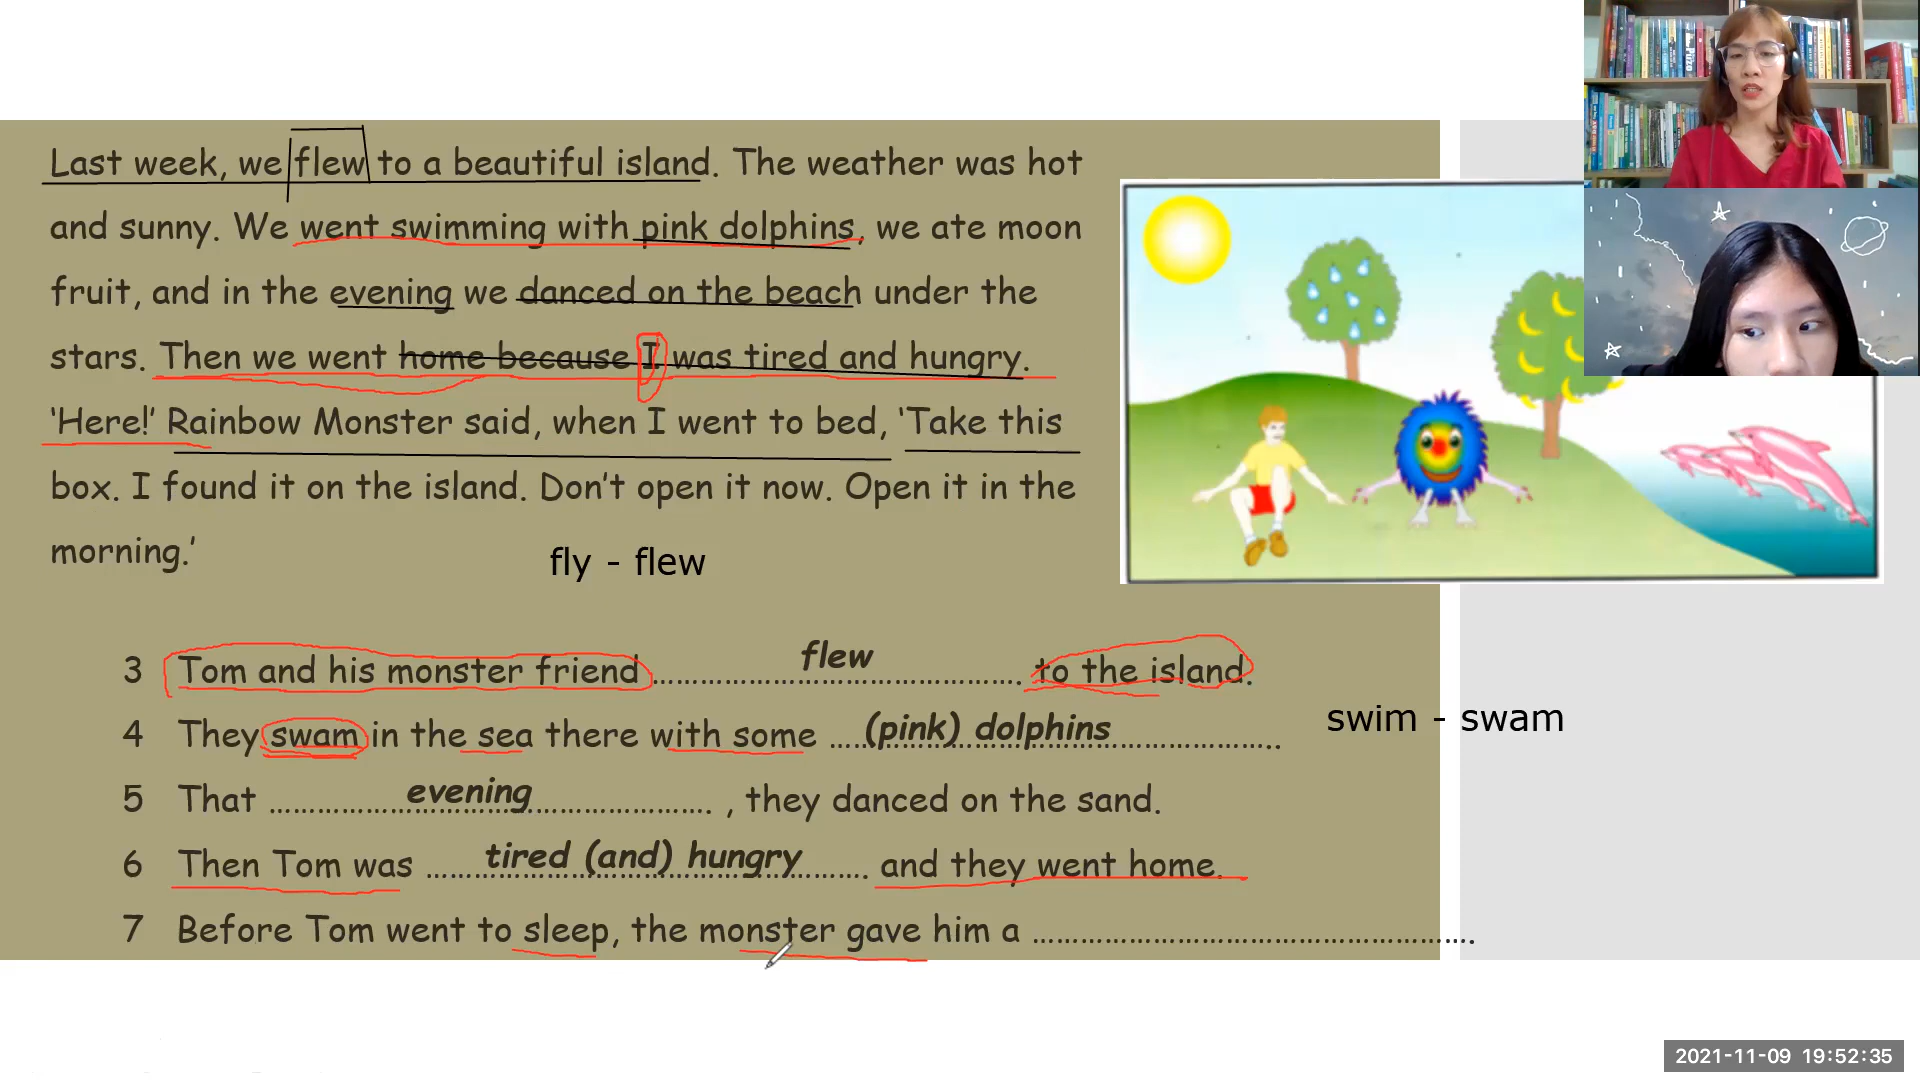 Last week, we flew to a beautiful island. The weather was hot
and sunny. We went swimming with pink dolphins, we ate moon
fruit, and in the evening we danced on the beach under the
stars. Then we went home because I was tired and hungry.
‘Here!’ Rainbow Monster said, when I went to bed, ‘Take this
box. I found it on the island. Don’t open it now. Open it in the
morning.’
fly - flew
3 Tom and his monster friend ........................................ flew to the island.
4 They swam in the sea there with some ........................................ (pink) dolphins
swim - swam
5 That ........................................ evening , they danced on the sand.
6 Then Tom was ........................................ tired (and) hungry and they went home.
7 Before Tom went to sleep, the monster gave him a ........................................
2021-11-09 19:52:35